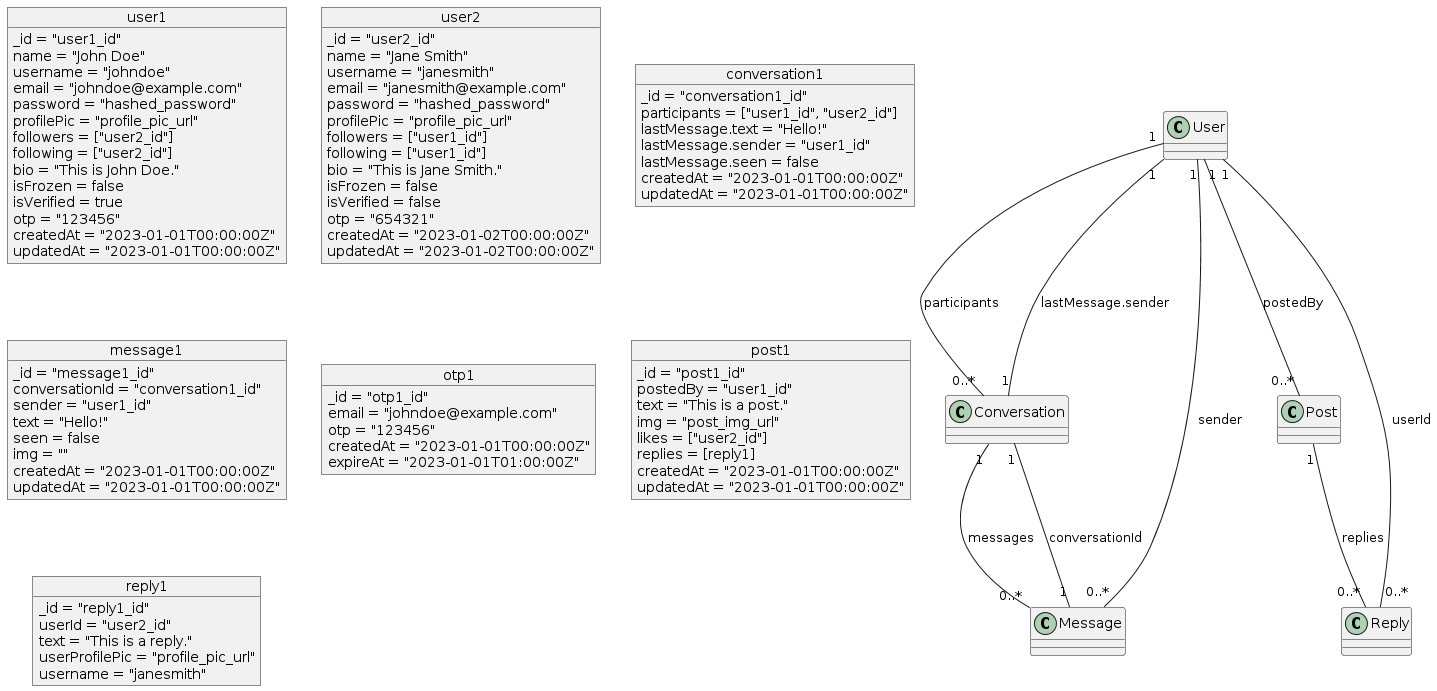 user1
_id = "user1_id"
name = "John Doe"
username = "johndoe"
email = "johndoe@example.com"
password = "hashed_password"
profilePic = "profile_pic_url"
followers = ["user2_id"]
following = ["user2_id"]
bio = "This is John Doe."
isFrozen = false
isVerified = true
otp = "123456"
createdAt = "2023-01-01T00:00:00Z"
updatedAt = "2023-01-01T00:00:00Z"
user2
_id = "user2_id"
name = "Jane Smith"
username = "janesmith"
email = "janesmith@example.com"
password = "hashed_password"
profilePic = "profile_pic_url"
followers = ["user1_id"]
following = ["user1_id"]
bio = "This is Jane Smith."
isFrozen = false
isVerified = false
otp = "654321"
createdAt = "2023-01-02T00:00:00Z"
updatedAt = "2023-01-02T00:00:00Z"
conversation1
_id = "conversation1_id"
participants = ["user1_id", "user2_id"]
lastMessage.text = "Hello!"
lastMessage.sender = "user1_id"
lastMessage.seen = false
createdAt = "2023-01-01T00:00:00Z"
updatedAt = "2023-01-01T00:00:00Z"
message1
_id = "message1_id"
conversationId = "conversation1_id"
sender = "user1_id"
text = "Hello!"
seen = false
img = ""
createdAt = "2023-01-01T00:00:00Z"
updatedAt = "2023-01-01T00:00:00Z"
otp1
_id = "otp1_id"
email = "johndoe@example.com"
otp = "123456"
createdAt = "2023-01-01T00:00:00Z"
expireAt = "2023-01-01T01:00:00Z"
post1
_id = "post1_id"
postedBy = "user1_id"
text = "This is a post."
img = "post_img_url"
likes = ["user2_id"]
replies = [reply1]
createdAt = "2023-01-01T00:00:00Z"
updatedAt = "2023-01-01T00:00:00Z"
reply1
_id = "reply1_id"
userId = "user2_id"
text = "This is a reply."
userProfilePic = "profile_pic_url"
username = "janesmith"
C User
1
1 1 1 1
participants lastMessage.sender postedBy
sender userId
0..* 1 0..*
C Conversation C Post
1 1 1
messages conversationId replies
0..* 1 0..* 0..* 0..*
C Message C Reply